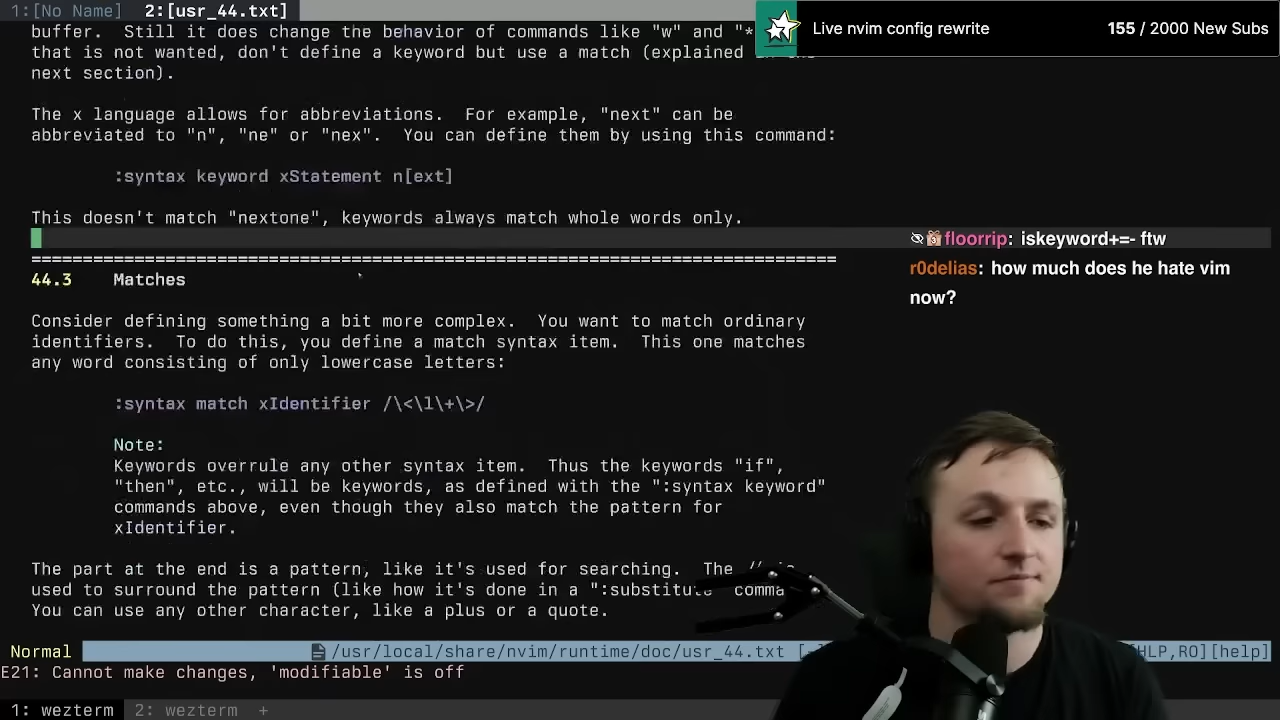 1:[No Name]  2:[usr_44.txt]
Live nvim config rewrite
155 / 2000 New Subs
buffer.  Still it does change the behavior of commands like "w" and "*
that is not wanted, don't define a keyword but use a match (explained
next section).
The x language allows for abbreviations.  For example, "next" can be
abbreviated to "n", "ne" or "nex".  You can define them by using this command:
:syntax keyword xStatement n[ext]
This doesn't match "nextone", keywords always match whole words only.
floorrip: iskeyword+=- ftw
==============================================================================
r0delias: how much does he hate vim
now?
44.3    Matches
Consider defining something a bit more complex.  You want to match ordinary
identifiers.  To do this, you define a match syntax item.  This one matches
any word consisting of only lowercase letters:
:syntax match xIdentifier /\<\l\+\>/
Note:
Keywords overrule any other syntax item.  Thus the keywords "if",
"then", etc., will be keywords, as defined with the ":syntax keyword"
commands above, even though they also match the pattern for
xIdentifier.
The part at the end is a pattern, like it's used for searching.  The //
used to surround the pattern (like how it's done in a ":substitute"
You can use any other character, like a plus or a quote.
Normal
/usr/local/share/nvim/runtime/doc/usr_44.txt
HLP,RO][help]
E21: Cannot make changes, 'modifiable' is off
1: wezterm  2: wezterm  +